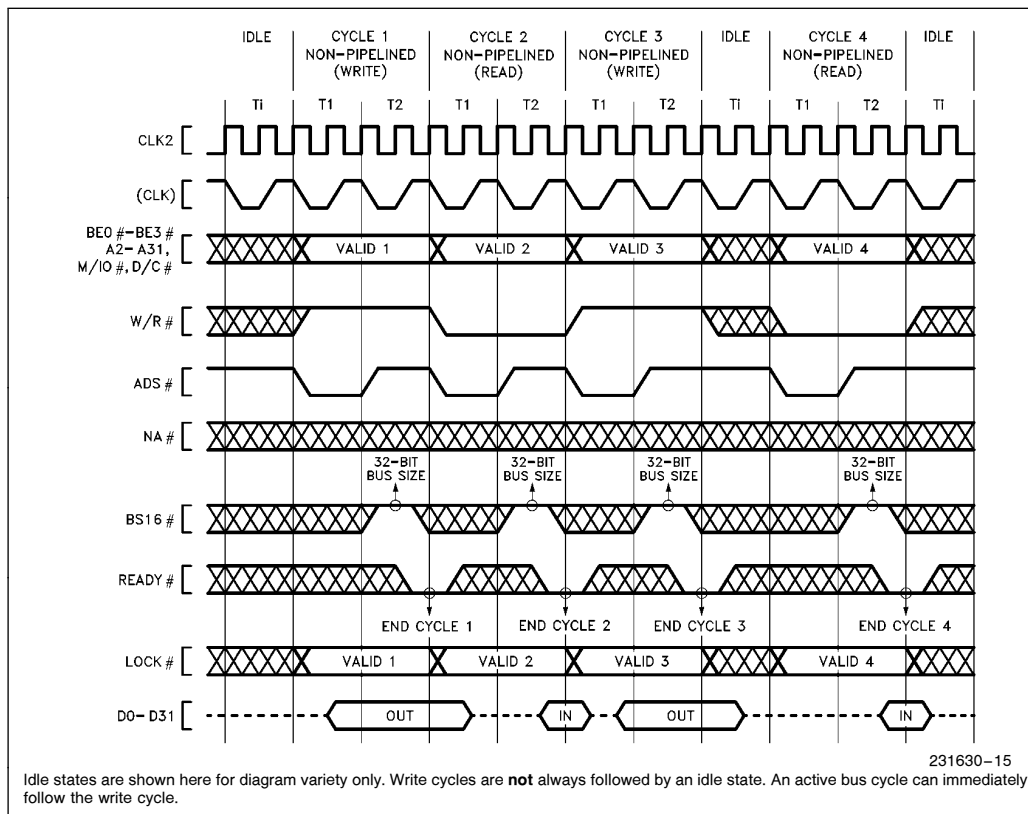 IDLE CYCLE 1 CYCLE 2 CYCLE 3 IDLE CYCLE 4 IDLE
NON-PIPELINED NON-PIPELINED NON-PIPELINED NON-PIPELINED
(WRITE) (READ) (WRITE) (READ)
Ti T1 T2 T1 T2 T1 T2 Ti T1 T2 Ti
CLK2
(CLK)
BE0 #-BE3 #
A2-A31,
M/IO #, D/C #
VALID 1 VALID 2 VALID 3 VALID 4
W/R #
ADS #
NA #
32-BIT 32-BIT 32-BIT 32-BIT
BUS SIZE BUS SIZE BUS SIZE BUS SIZE
BS16 #
READY #
END CYCLE 1 END CYCLE 2 END CYCLE 3 END CYCLE 4
LOCK # VALID 1 VALID 2 VALID 3 VALID 4
D0-D31 OUT IN OUT IN
231630-15
Idle states are shown here for diagram variety only. Write cycles are not always followed by an idle state. An active bus cycle can immediately
follow the write cycle.